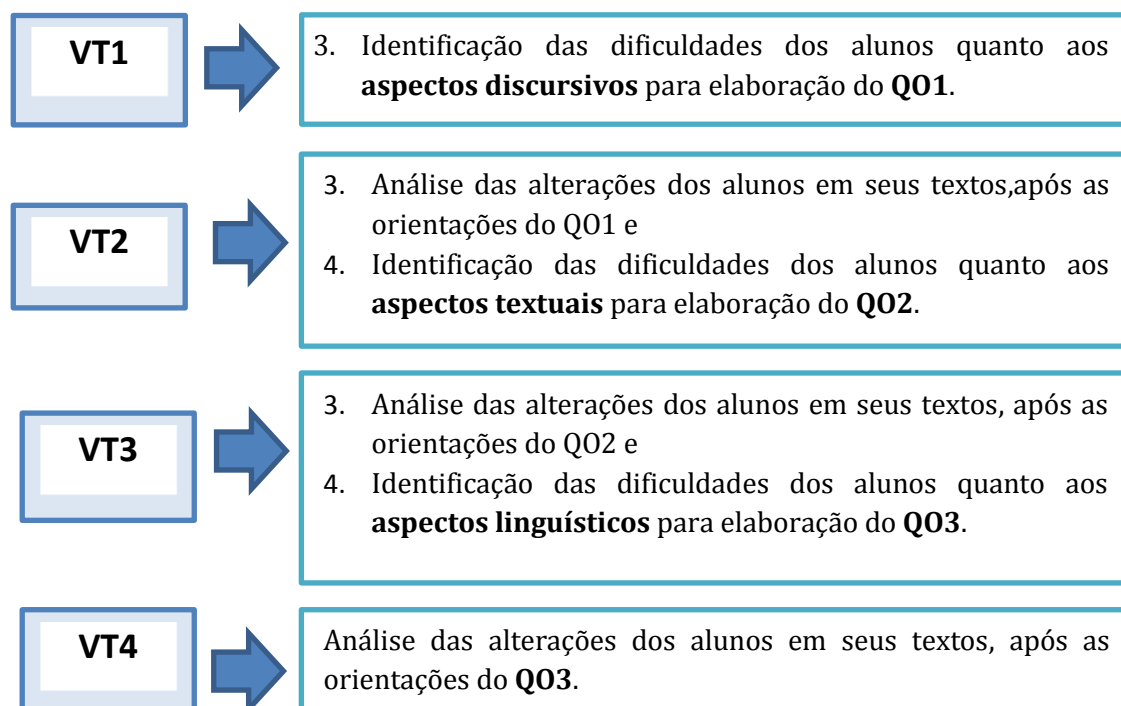 VT1
3. Identificação das dificuldades dos alunos quanto aos
aspectos discursivos para elaboração do QO1.
VT2
3. Análise das alterações dos alunos em seus textos,após as
orientações do QO1 e
4. Identificação das dificuldades dos alunos quanto aos
aspectos textuais para elaboração do QO2.
VT3
3. Análise das alterações dos alunos em seus textos, após as
orientações do QO2 e
4. Identificação das dificuldades dos alunos quanto aos
aspectos linguísticos para elaboração do QO3.
VT4
Análise das alterações dos alunos em seus textos, após as
orientações do QO3.